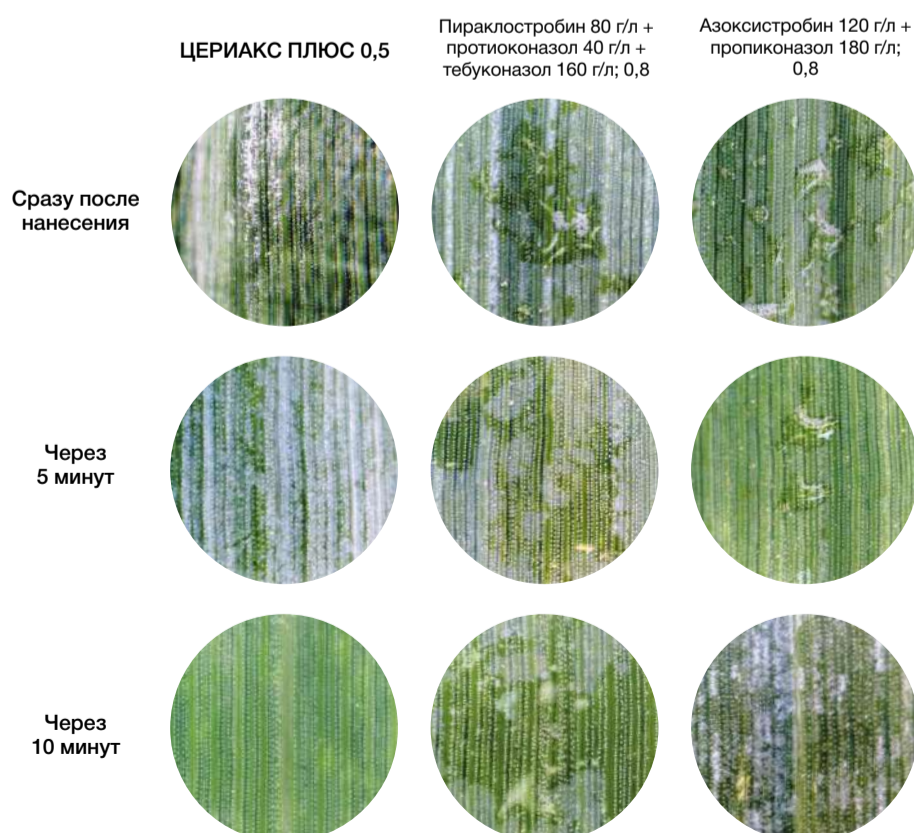 ЦЕРИАКС ПЛЮС 0,5
Пираклостробин 80 г/л +
протиоконазол 40 г/л +
тебуконазол 160 г/л; 0,8
Азоксистробин 120 г/л +
пропиконазол 180 г/л;
0,8
Сразу после
нанесения
Через
5 минут
Через
10 минут